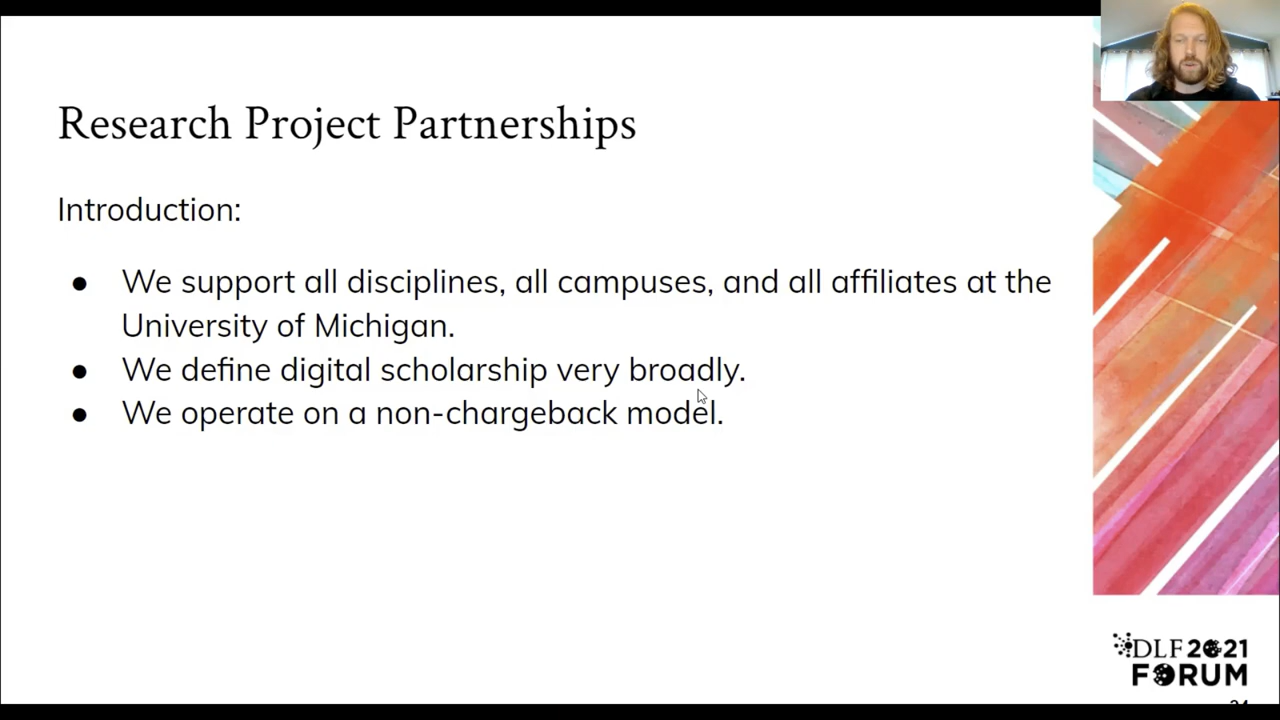 Research Project Partnerships
Introduction:
● We support all disciplines, all campuses, and all affiliates at the
University of Michigan.
● We define digital scholarship very broadly.
● We operate on a non-chargeback model.
DLF 2021
FORUM